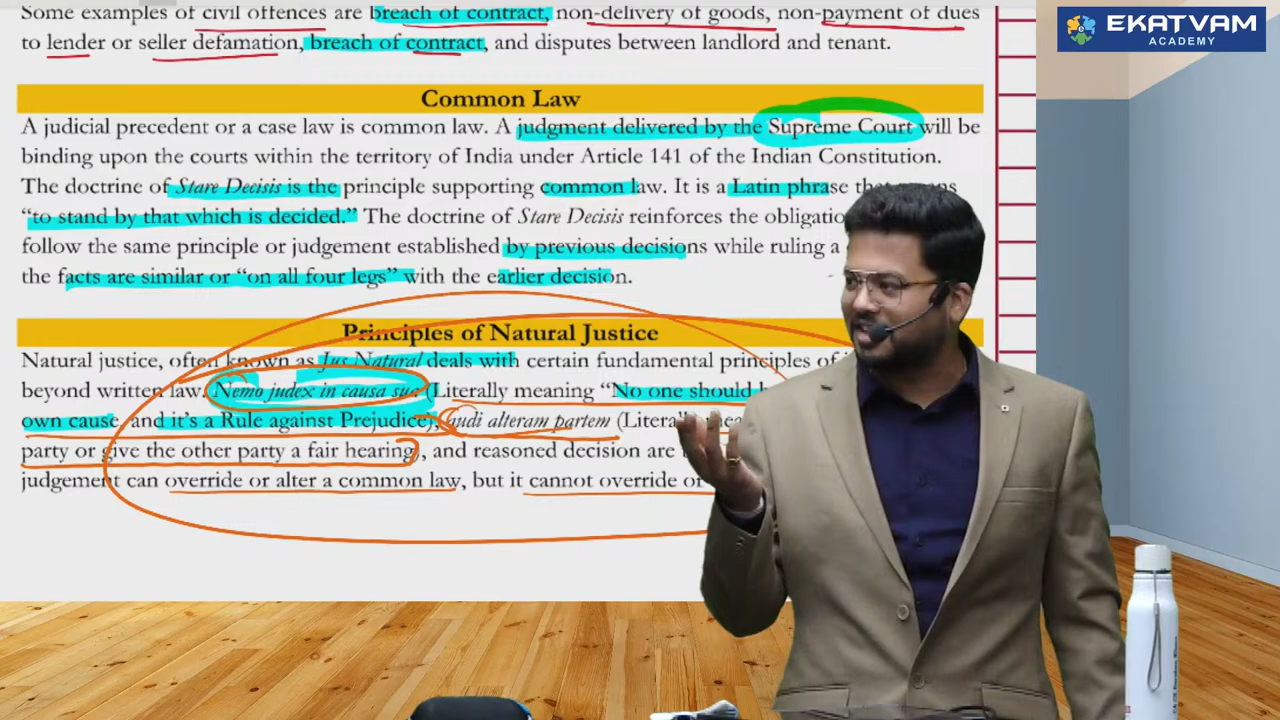 Some examples of civil offences are breach of contract, non-delivery of goods, non-payment of dues
to lender or seller defamation, breach of contract, and disputes between landlord and tenant.
EKATVAM
ACADEMY
Common Law
A judicial precedent or a case law is common law. A judgment delivered by the Supreme Court will be
binding upon the courts within the territory of India under Article 141 of the Indian Constitution.
The doctrine of Stare Decisis is the principle supporting common law. It is a Latin phrase that means
“to stand by that which is decided.” The doctrine of Stare Decisis reinforces the
follow the same principle or judgement established by previous decisions while ruling a
the facts are similar or “on all four legs” with the earlier decision.
Principles of Natural Justice
Natural justice, often known as Jus Natural deals with certain fundamental principles of
beyond written law. Nemo judex in causa sua (Literally meaning “No one should
own cause, and it’s a Rule against Prejudice), audi alteram partem
party or give the other party a fair hearing), and reasoned decision are
judgement can override or alter a common law, but it cannot override or